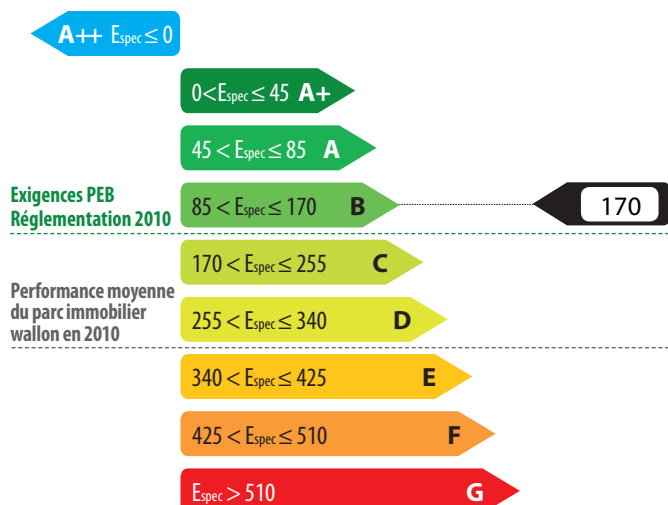 A++ Espec ≤ 0
0<Espec ≤ 45 A+
45 < Espec ≤ 85 A
Exigences PEB
Réglementation 2010
85 < Espec ≤ 170 B
170
170 < Espec ≤ 255 C
Performance moyenne
du parc immobilier
wallon en 2010
255 < Espec ≤ 340 D
340 < Espec ≤ 425 E
425 < Espec ≤ 510 F
Espec > 510 G